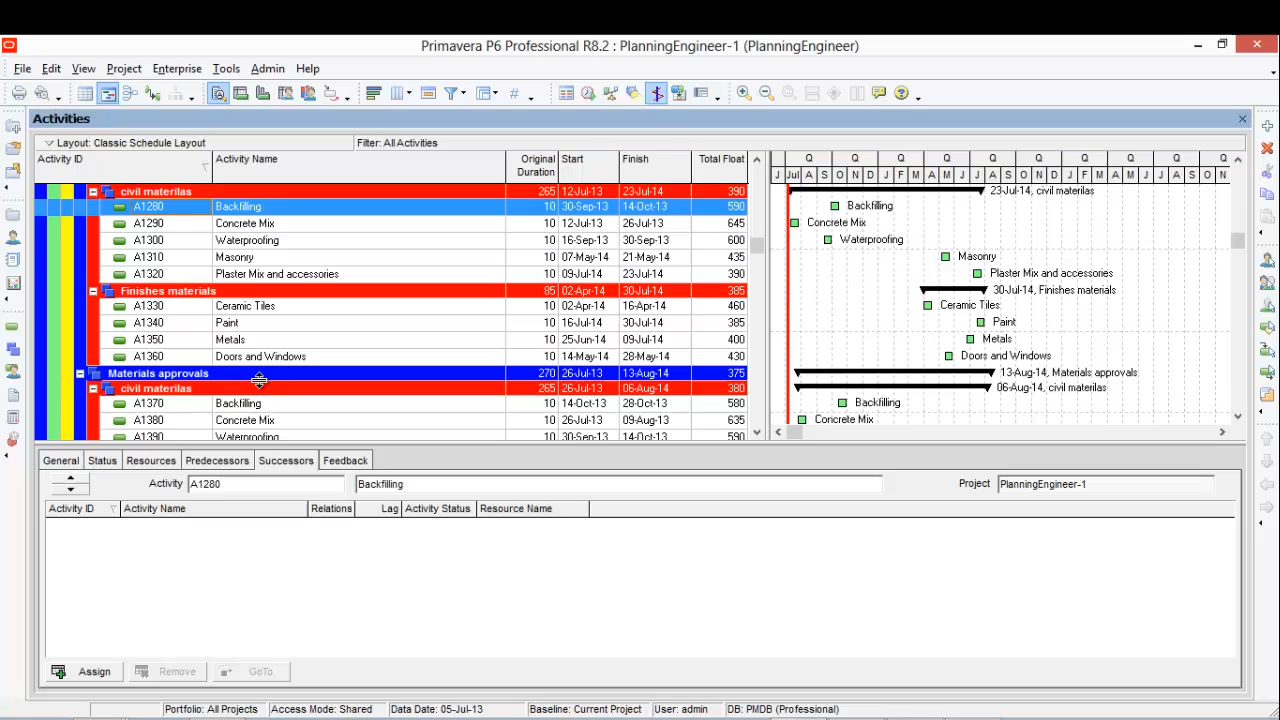 Primavera P6 Professional R8.2 : PlanningEngineer-1 (PlanningEngineer)
File Edit View Project Enterprise Tools Admin Help
Activities
Layout: Classic Schedule Layout Filter: All Activities
Activity ID Activity Name Original Duration Start Finish Total Float
Q Q Q Q Q Q Q Q
J Jul A S O N D J F M A M J J A S O N D J F M A M J J A S O N
civil materilas 265 12-Jul-13 23-Jul-14 390 23-Jul-14, civil materilas
A1280 Backfilling 10 30-Sep-13 14-Oct-13 590 Backfilling
A1290 Concrete Mix 10 12-Jul-13 26-Jul-13 645 Concrete Mix
A1300 Waterproofing 10 16-Sep-13 30-Sep-13 600 Waterproofing
A1310 Masonry 10 07-May-14 21-May-14 435 Masonry
A1320 Plaster Mix and accessories 10 09-Jul-14 23-Jul-14 390 Plaster Mix and accessories
Finishes materials 85 02-Apr-14 30-Jul-14 385 30-Jul-14, Finishes materials
A1330 Ceramic Tiles 10 02-Apr-14 16-Apr-14 460 Ceramic Tiles
A1340 Paint 10 16-Jul-14 30-Jul-14 385 Paint
A1350 Metals 10 25-Jun-14 09-Jul-14 400 Metals
A1360 Doors and Windows 10 14-May-14 28-May-14 430 Doors and Windows
Materials approvals 270 26-Jul-13 13-Aug-14 375 13-Aug-14, Materials approvals
civil materilas 265 26-Jul-13 06-Aug-14 380 06-Aug-14, civil materilas
A1370 Backfilling 10 14-Oct-13 28-Oct-13 580 Backfilling
A1380 Concrete Mix 10 26-Jul-13 09-Aug-13 635 Concrete Mix
A1390 Waterproofing 10 30-Sep-13 14-Oct-13 590
General Status Resources Predecessors Successors Feedback
Activity A1280 Backfilling Project PlanningEngineer-1
Activity ID Activity Name Relations Lag Activity Status Resource Name
Assign Remove GoTo
Portfolio: All Projects Access Mode: Shared Data Date: 05-Jul-13 Baseline: Current Project User: admin DB: PMDB (Professional)